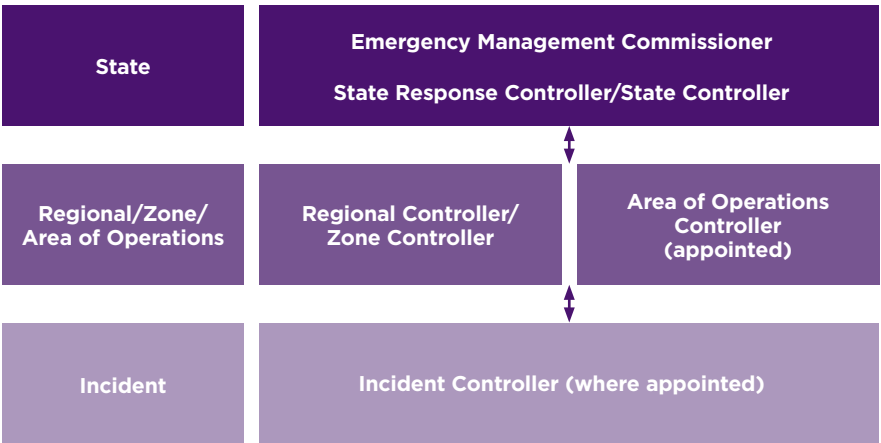 State
Emergency Management Commissioner
State Response Controller/State Controller
Regional/Zone/
Area of Operations
Regional Controller/
Zone Controller
Area of Operations
Controller
(appointed)
Incident
Incident Controller (where appointed)